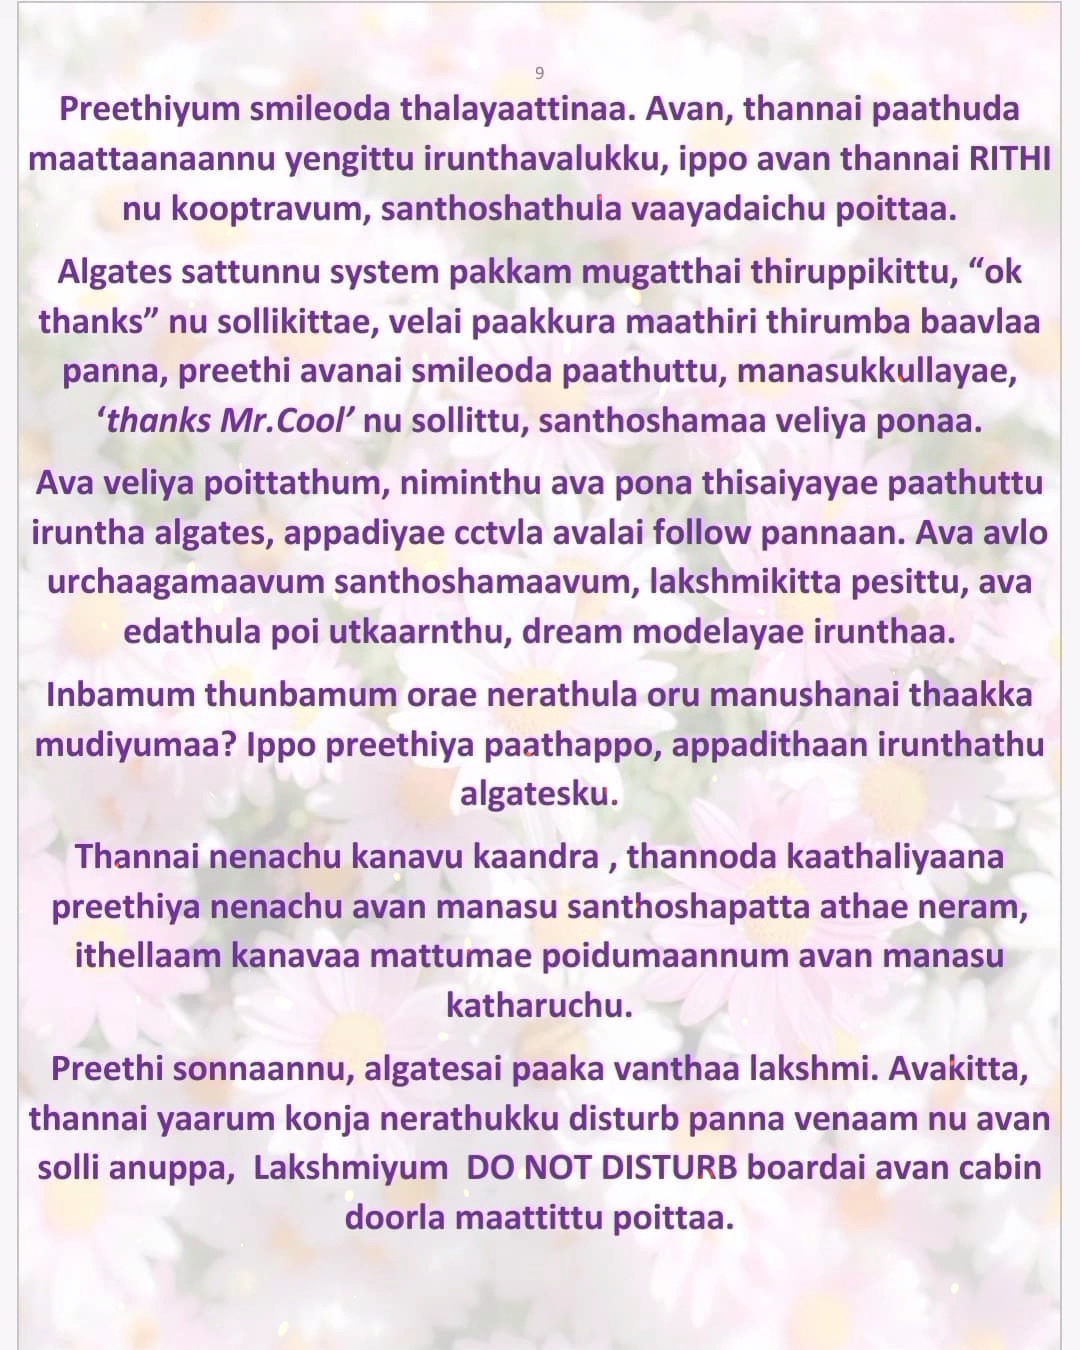 9
Preethiyum smileoda thalayaattinaa. Avan, thannai paathuda
maattaanaannu yengittu irunthavalukku, ippo avan thannai RITHI
nu kooptravum, santhoshathula vaayadaichu poittaa.
Algates sattunnu system pakkam mugatthai thiruppikittu, “ok
thanks” nu sollikittae, velai paakkura maathiri thirumba baavlaa
panna, preethi avanai smileoda paathuttu, manasukkullayae,
‘thanks Mr.Cool’ nu sollittu, santhoshamaa veliya ponaa.
Ava veliya poittathum, niminthu ava pona thisaiyayae paathuttu
iruntha algates, appadiyae cctvla avalai follow pannaan. Ava avlo
urchaagamaavum santhoshamaavum, lakshmikitta pesittu, ava
edathula poi utkaarnthu, dream modelayae irunthaa.
Inbamum thunbamum orae nerathula oru manushanai thaakka
mudiyumaa? Ippo preethiya paathappo, appadithaan irunthathu
algatesku.
Thannai nenachu kanavu kaandra , thannoda kaathaliyaana
preethiya nenachu avan manasu santhoshapatta athae neram,
ithellaam kanavaa mattumae poidumaannum avan manasu
katharuchu.
Preethi sonnaannu, algatesai paaka vanthaa lakshmi. Avakitta,
thannai yaarum konja nerathukku disturb panna venaam nu avan
solli anuppa,  Lakshmiyum  DO NOT DISTURB boardai avan cabin
doorla maattittu poittaa.